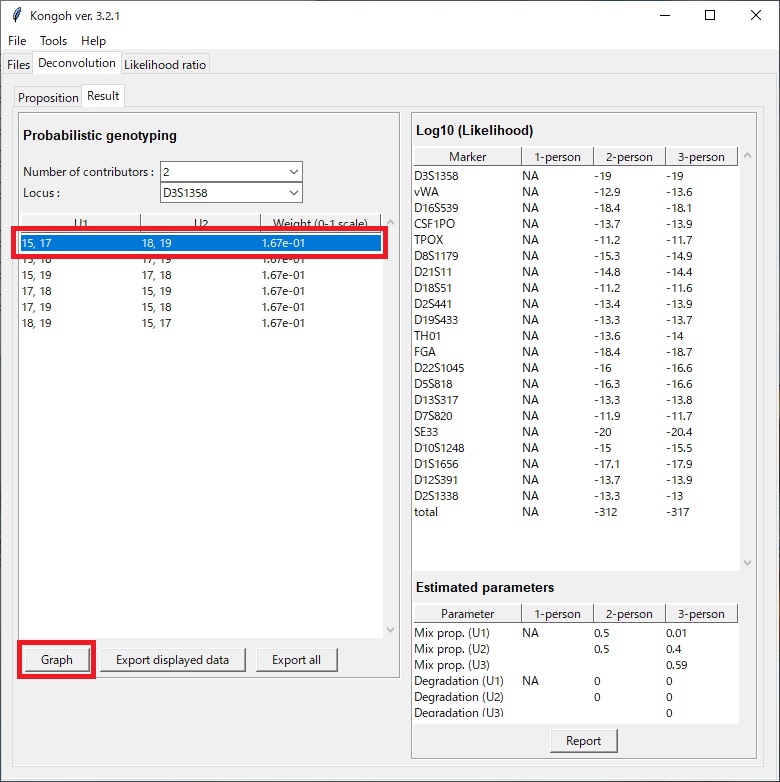 Kongoh ver. 3.2.1
File Tools Help
Files Deconvolution Likelihood ratio
Proposition Result
Probabilistic genotyping
Number of contributors : 2
Locus : D3S1358
U1 U2 Weight (0-1 scale)
15, 17 18, 19 1.67e-01
15, 18 17, 19 1.67e-01
15, 19 17, 18 1.67e-01
17, 18 15, 19 1.67e-01
17, 19 15, 18 1.67e-01
18, 19 15, 17 1.67e-01
Graph Export displayed data Export all
Log10 (Likelihood)
Marker 1-person 2-person 3-person
D3S1358 NA -19 -19
vWA NA -12.9 -13.6
D16S539 NA -18.4 -18.1
CSF1PO NA -13.7 -13.9
TPOX NA -11.2 -11.7
D8S1179 NA -15.3 -14.9
D21S11 NA -14.8 -14.4
D18S51 NA -11.2 -11.6
D2S441 NA -13.4 -13.9
D19S433 NA -13.3 -13.7
TH01 NA -13.6 -14
FGA NA -18.4 -18.7
D22S1045 NA -16 -16.6
D5S818 NA -16.3 -16.6
D13S317 NA -13.3 -13.8
D7S820 NA -11.9 -11.7
SE33 NA -20 -20.4
D10S1248 NA -15 -15.5
D1S1656 NA -17.1 -17.9
D12S391 NA -13.7 -13.9
D2S1338 NA -13.3 -13
total NA -312 -317
Estimated parameters
Parameter 1-person 2-person 3-person
Mix prop. (U1) NA 0.5 0.01
Mix prop. (U2) 0.5 0.4
Mix prop. (U3) 0.59
Degradation (U1) NA 0 0
Degradation (U2) 0 0
Degradation (U3) 0
Report